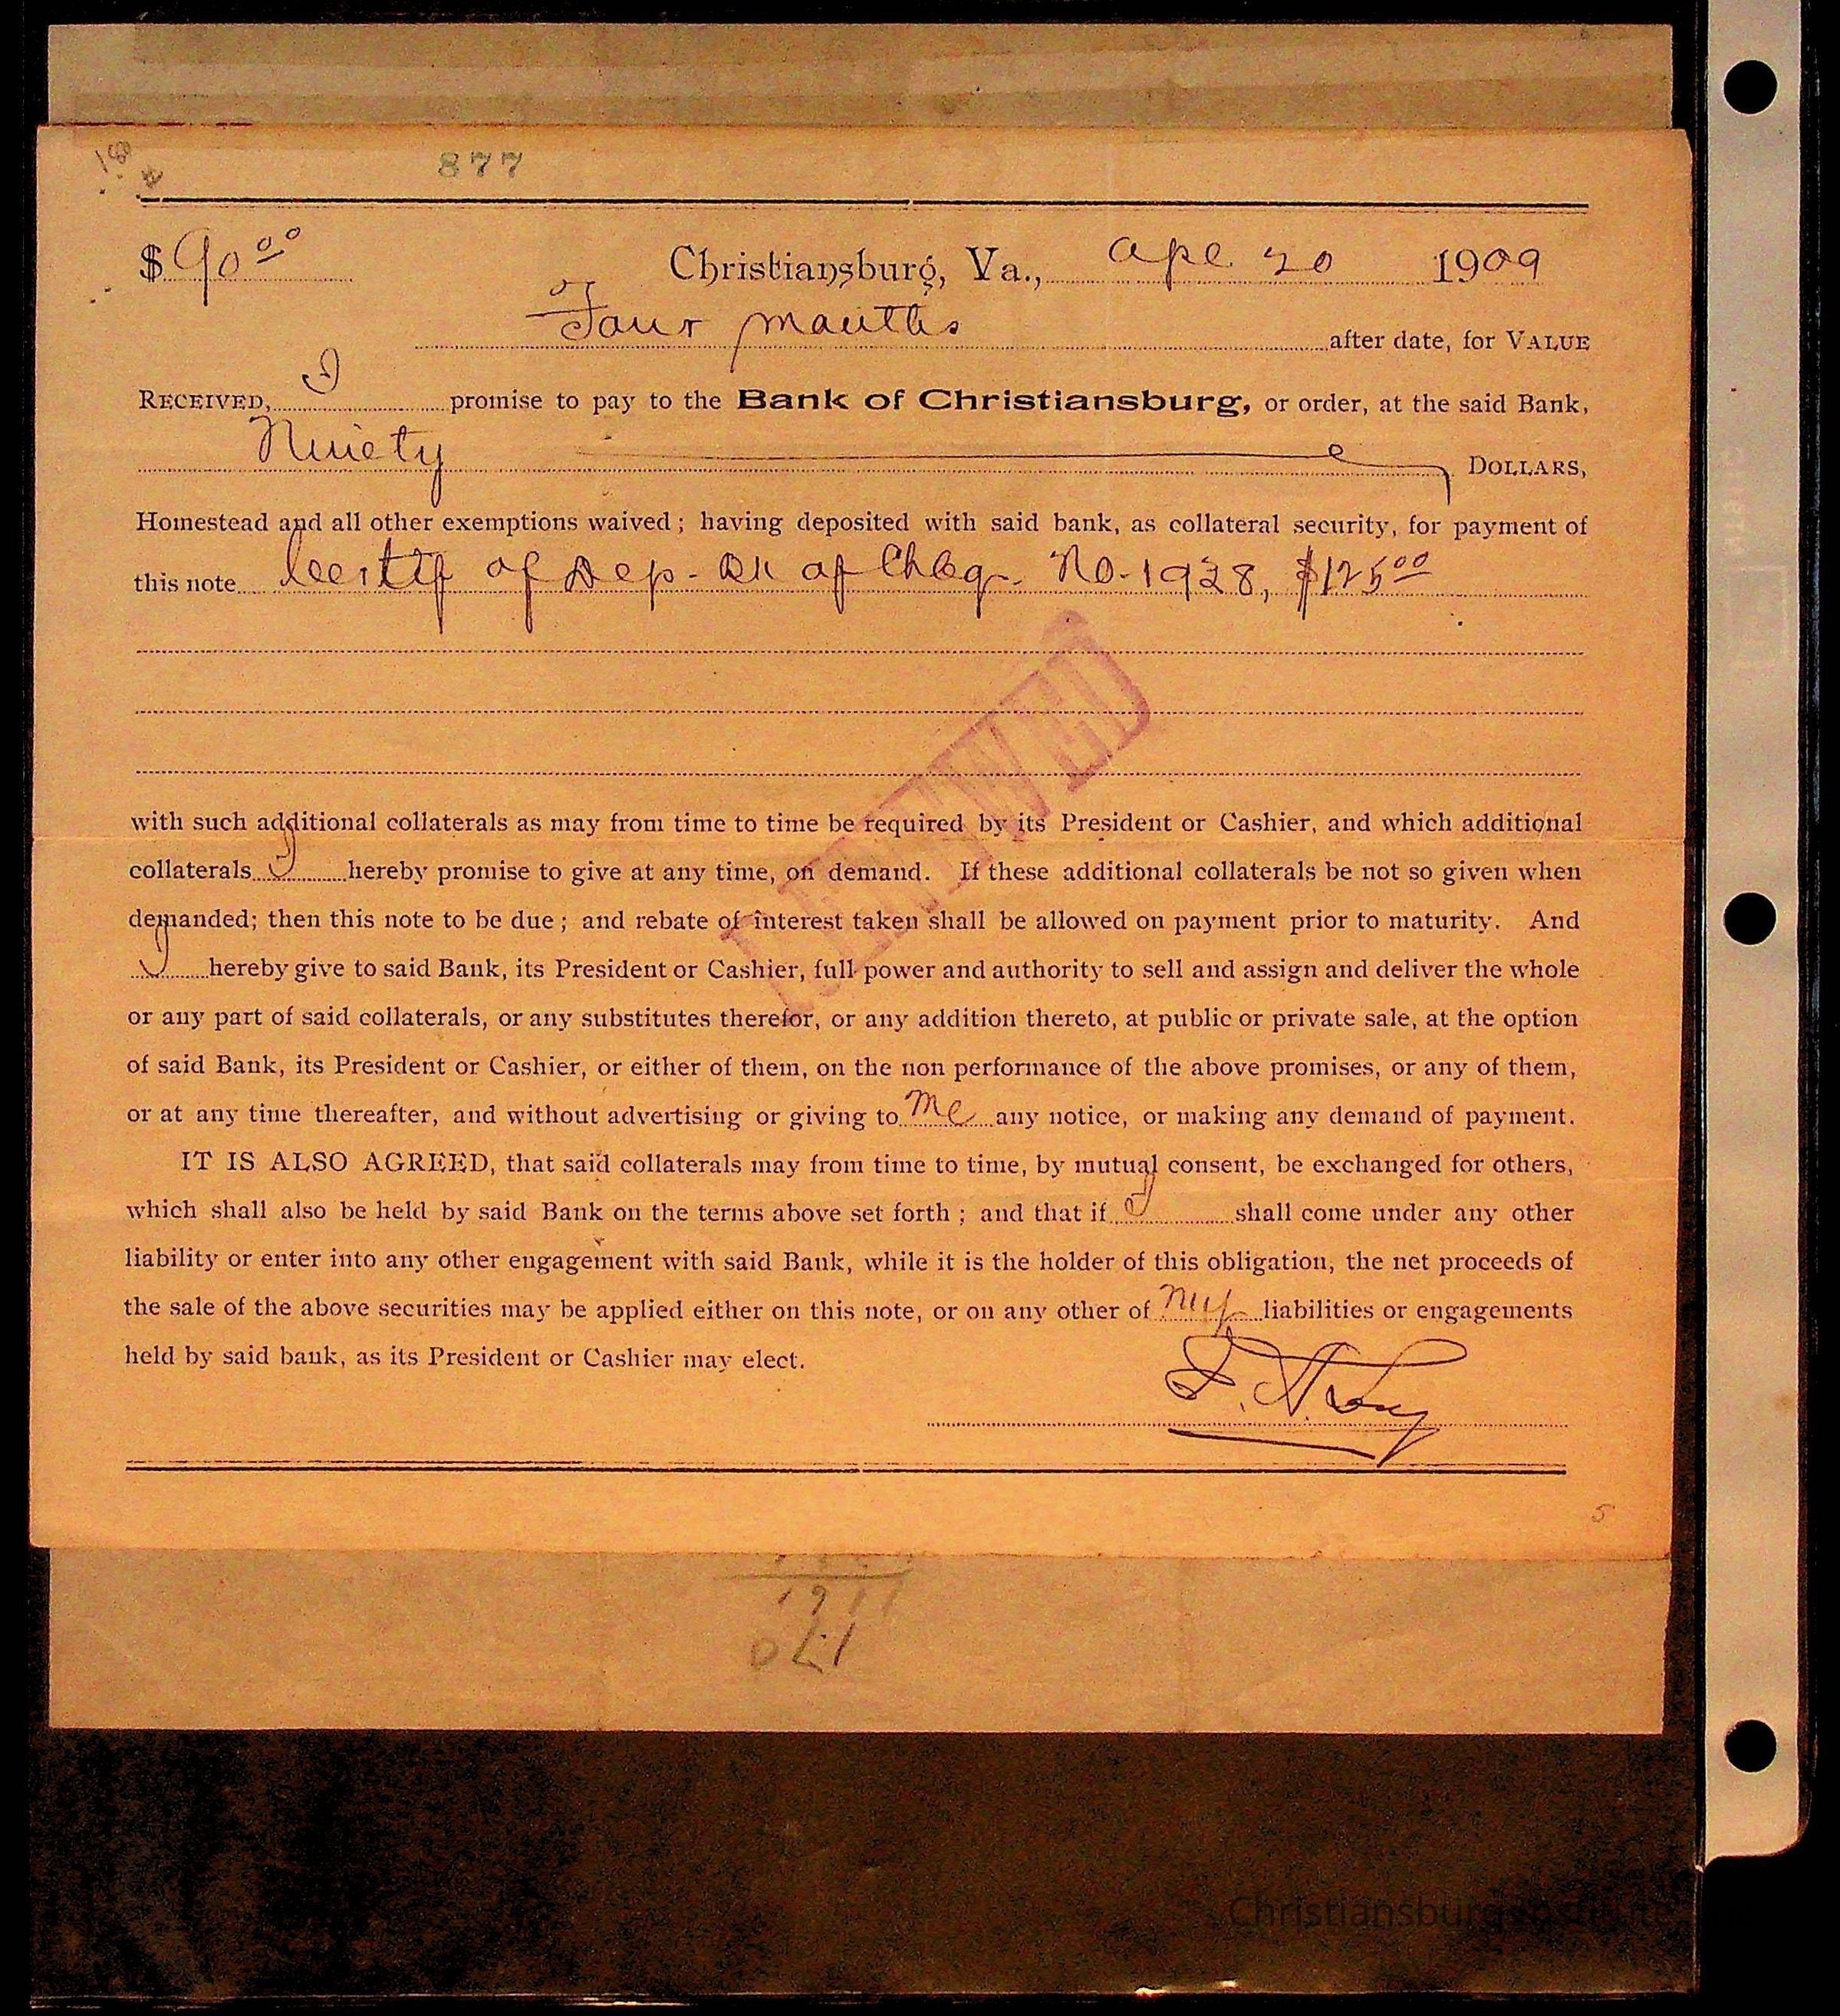 877
$ 90 00 Christiansburg, Va., Apl. 20 1909
Four months after date, for VALUE
RECEIVED, I promise to pay to the Bank of Christiansburg, or order, at the said Bank,
Ninety DOLLARS,
Homestead and all other exemptions waived; having deposited with said bank, as collateral security, for payment of
this note Certif of Dep - Bk of Chbg. No. 1928, $125 00
RENEWED
with such additional collaterals as may from time to time be required by its President or Cashier, and which additional
collaterals I hereby promise to give at any time, on demand. If these additional collaterals be not so given when
demanded; then this note to be due; and rebate of interest taken shall be allowed on payment prior to maturity. And
I hereby give to said Bank, its President or Cashier, full power and authority to sell and assign and deliver the whole
or any part of said collaterals, or any substitutes therefor, or any addition thereto, at public or private sale, at the option
of said Bank, its President or Cashier, or either of them, on the non performance of the above promises, or any of them,
or at any time thereafter, and without advertising or giving to me any notice, or making any demand of payment.
IT IS ALSO AGREED, that said collaterals may from time to time, by mutual consent, be exchanged for others,
which shall also be held by said Bank on the terms above set forth; and that if I shall come under any other
liability or enter into any other engagement with said Bank, while it is the holder of this obligation, the net proceeds of
the sale of the above securities may be applied either on this note, or on any other of my liabilities or engagements
held by said bank, as its President or Cashier may elect.
5
Christiansburg